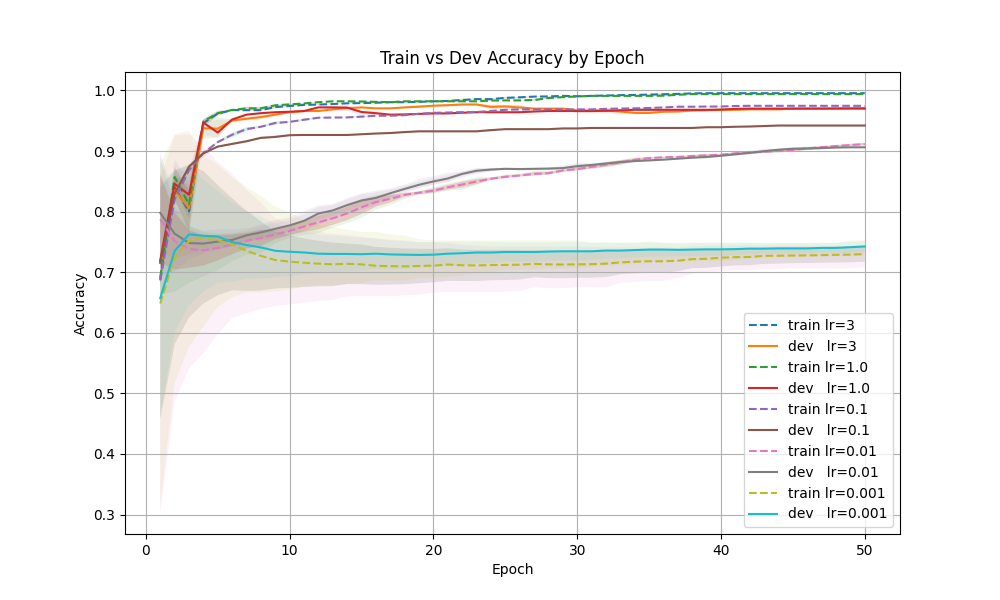 Train vs Dev Accuracy by Epoch
Accuracy
1.0
0.9
0.8
0.7
0.6
0.5
0.4
0.3
0 10 20 30 40 50
Epoch
train lr=3
dev   lr=3
train lr=1.0
dev   lr=1.0
train lr=0.1
dev   lr=0.1
train lr=0.01
dev   lr=0.01
train lr=0.001
dev   lr=0.001